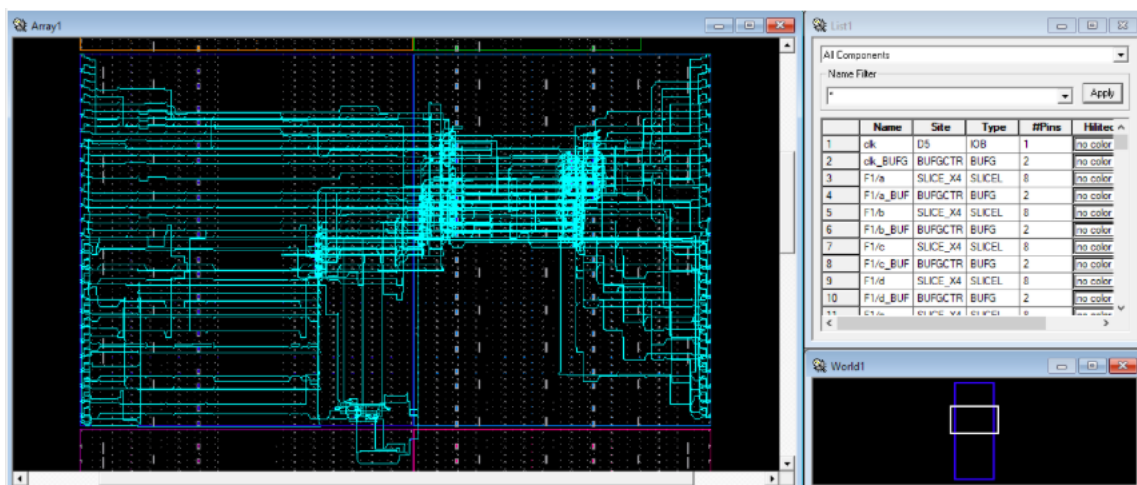 Array1
List1
All Components
Name Filter
*
Apply
Name Site Type #Pins Hilited
1 clk D5 IOB 1 no color
2 clk_BUFG BUFGCTR BUFG 2 no color
3 F1/a SLICE_X4 SLICEL 8 no color
4 F1/a_BUF BUFGCTR BUFG 2 no color
5 F1/b SLICE_X4 SLICEL 8 no color
6 F1/b_BUF BUFGCTR BUFG 2 no color
7 F1/c SLICE_X4 SLICEL 8 no color
8 F1/c_BUF BUFGCTR BUFG 2 no color
9 F1/d SLICE_X4 SLICEL 8 no color
10 F1/d_BUF BUFGCTR BUFG 2 no color
World1